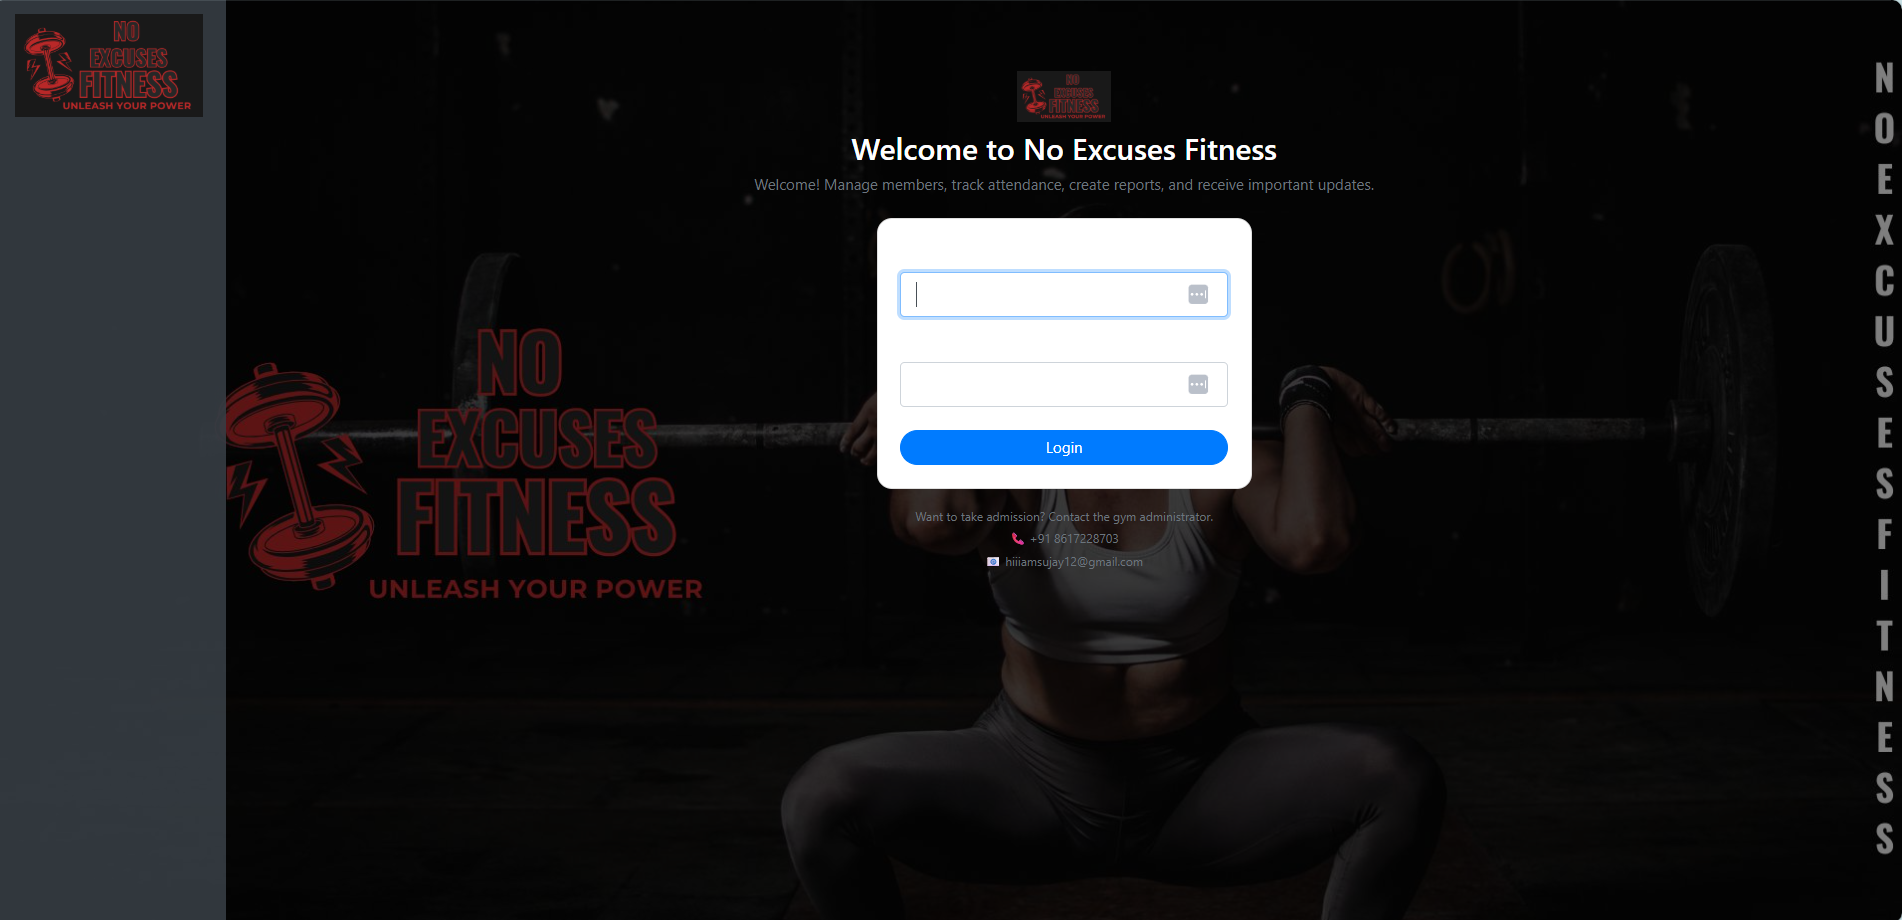 NO
EXCUSES
FITNESS
UNLEASH YOUR POWER
NO
EXCUSES
FITNESS
UNLEASH YOUR POWER
Welcome to No Excuses Fitness
Welcome! Manage members, track attendance, create reports, and receive important updates.
Login
Want to take admission? Contact the gym administrator.
+91 8617228703
hiiiamsujay12@gmail.com
NO
EXCUSES
FITNESS
UNLEASH YOUR POWER
NOEXCUSESFITNESS